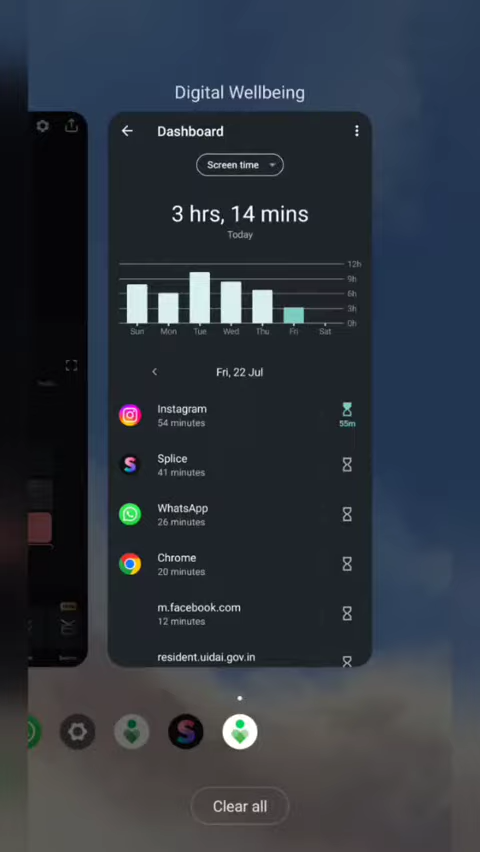 Digital Wellbeing
Dashboard
Screen time
3 hrs, 14 mins
Today
12h
9h
6h
3h
0h
Sun Mon Tue Wed Thu Fri Sat
Fri, 22 Jul
Instagram
54 minutes
55m
Splice
41 minutes
WhatsApp
26 minutes
Chrome
20 minutes
m.facebook.com
12 minutes
resident.uidai.gov.in
Clear all